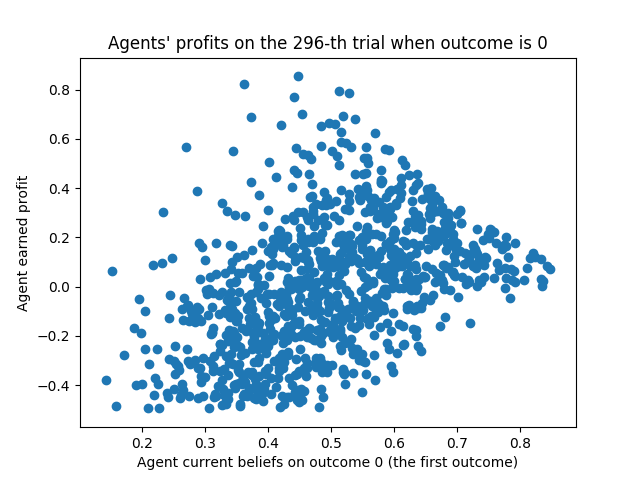 Agents' profits on the 296-th trial when outcome is 0
Agent earned profit
0.8
0.6
0.4
0.2
0.0
−0.2
−0.4
0.2 0.3 0.4 0.5 0.6 0.7 0.8
Agent current beliefs on outcome 0 (the first outcome)